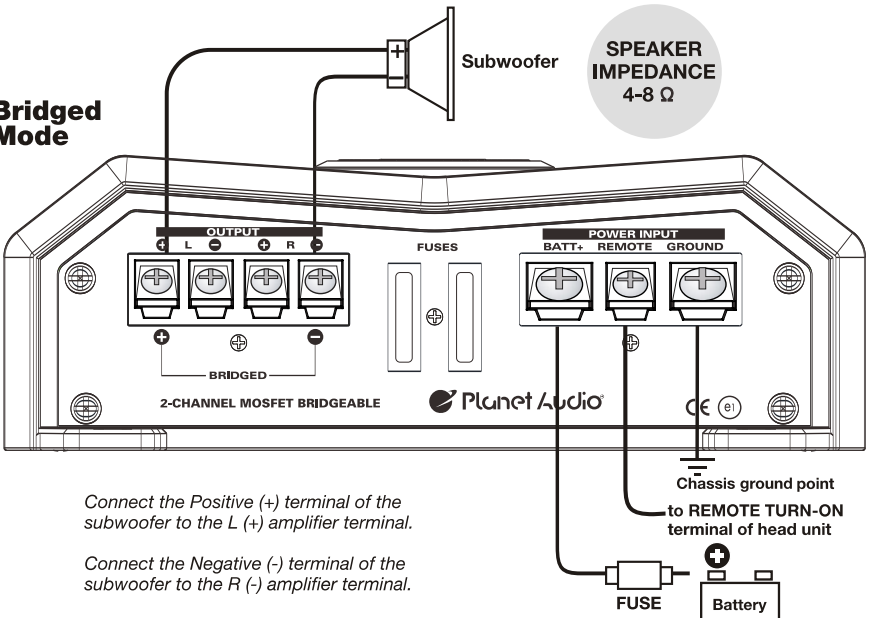 Bridged
Mode
+
−
Subwoofer
SPEAKER
IMPEDANCE
4-8 Ω
OUTPUT
+ L − + R −
FUSES
POWER INPUT
BATT+ REMOTE GROUND
+ −
BRIDGED
2-CHANNEL MOSFET BRIDGEABLE
Planet Audio
CE e1
Connect the Positive (+) terminal of the
subwoofer to the L (+) amplifier terminal.
Connect the Negative (-) terminal of the
subwoofer to the R (-) amplifier terminal.
Chassis ground point
to REMOTE TURN-ON
terminal of head unit
+
FUSE
Battery